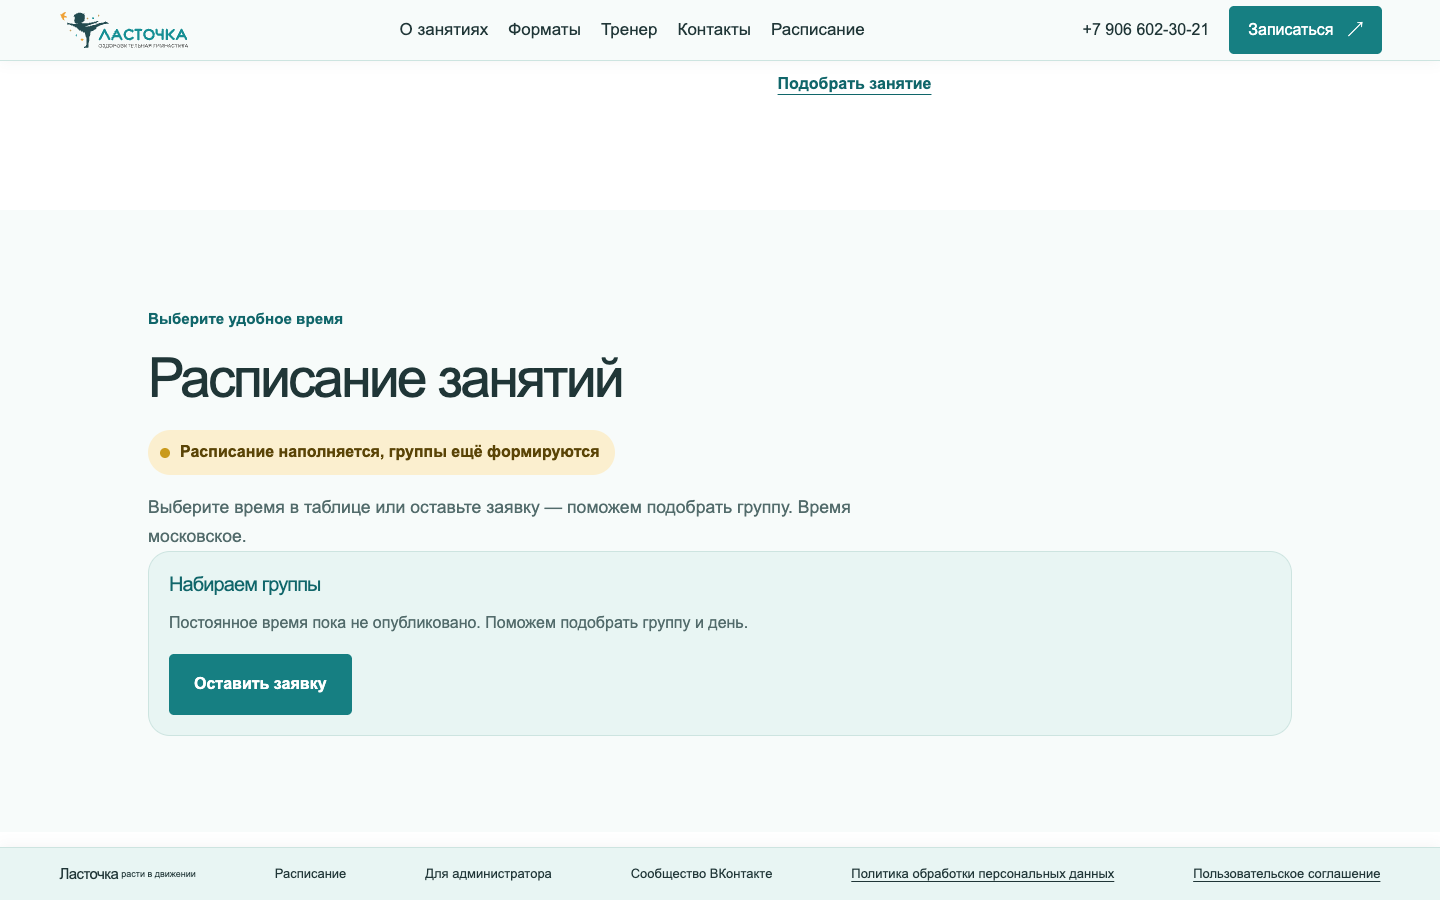 ЛАСТОЧКА
ОЗДОРОВИТЕЛЬНАЯ ГИМНАСТИКА
О занятиях
Форматы
Тренер
Контакты
Расписание
+7 906 602-30-21
Записаться
Подобрать занятие
Выберите удобное время
Расписание занятий
Расписание наполняется, группы ещё формируются
Выберите время в таблице или оставьте заявку — поможем подобрать группу. Время
московское.
Набираем группы
Постоянное время пока не опубликовано. Поможем подобрать группу и день.
Оставить заявку
Ласточка расти в движении
Расписание
Для администратора
Сообщество ВКонтакте
Политика обработки персональных данных
Пользовательское соглашение